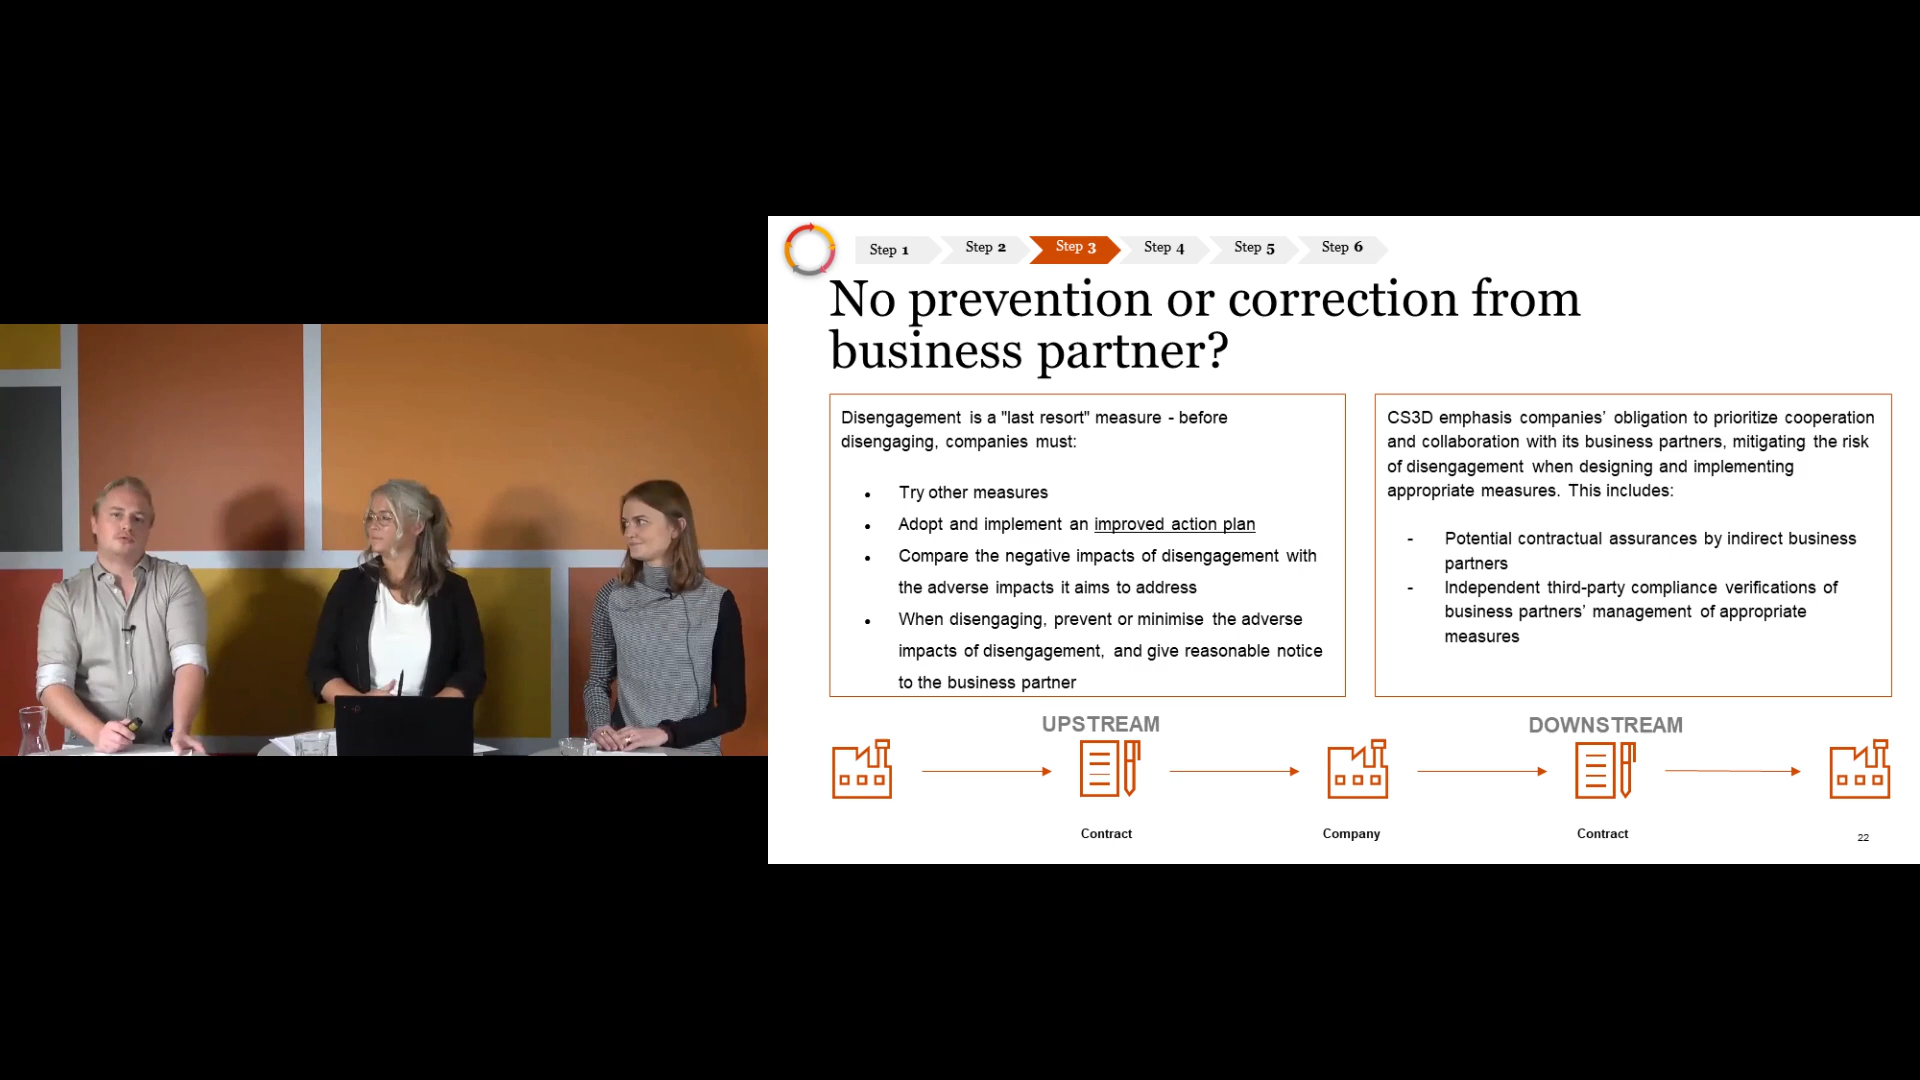 Step 1
Step 2
Step 3
Step 4
Step 5
Step 6
No prevention or correction from
business partner?
Disengagement is a "last resort" measure - before
disengaging, companies must:
• Try other measures
• Adopt and implement an improved action plan
• Compare the negative impacts of disengagement with
the adverse impacts it aims to address
• When disengaging, prevent or minimise the adverse
impacts of disengagement, and give reasonable notice
to the business partner
CS3D emphasis companies’ obligation to prioritize cooperation
and collaboration with its business partners, mitigating the risk
of disengagement when designing and implementing
appropriate measures. This includes:
- Potential contractual assurances by indirect business
partners
- Independent third-party compliance verifications of
business partners’ management of appropriate
measures
UPSTREAM
DOWNSTREAM
Contract
Company
Contract
22